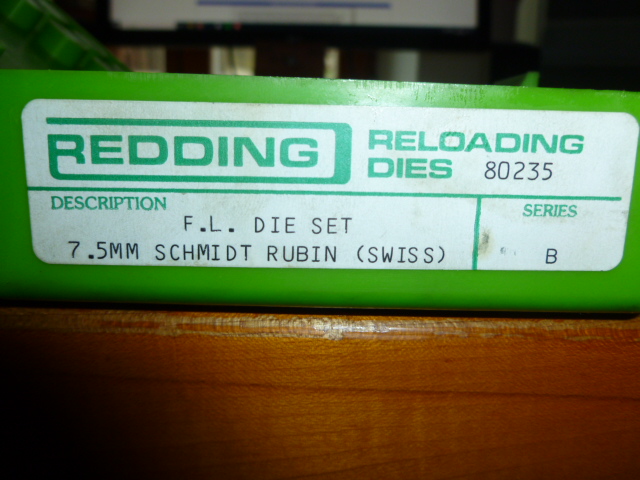 REDDING
RELOADING
DIES 80235
DESCRIPTION
F.L. DIE SET
7.5MM SCHMIDT RUBIN (SWISS)
SERIES
B